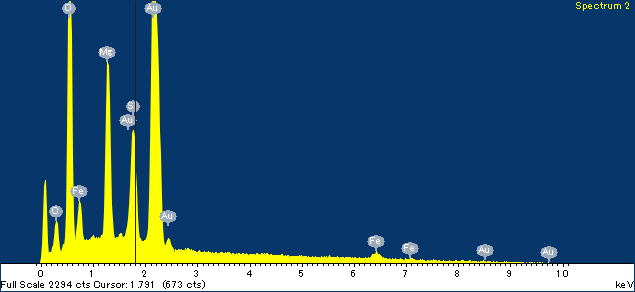 Spectrum 2
O
Au
Mg
Si
Au
Fe
O
Au
Fe
Fe
Au
Au
0 1 2 3 4 5 6 7 8 9 10
Full Scale 2294 cts Cursor: 1.791 (673 cts) keV